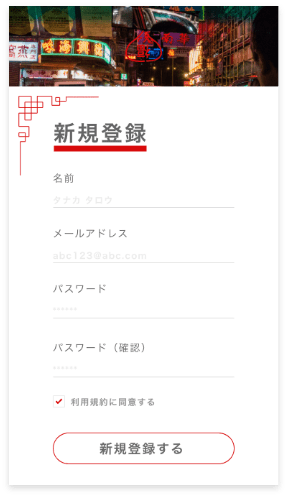 新規登録
名前
タナカ タロウ
メールアドレス
abc123@abc.com
パスワード
******
パスワード（確認）
******
利用規約に同意する
新規登録する